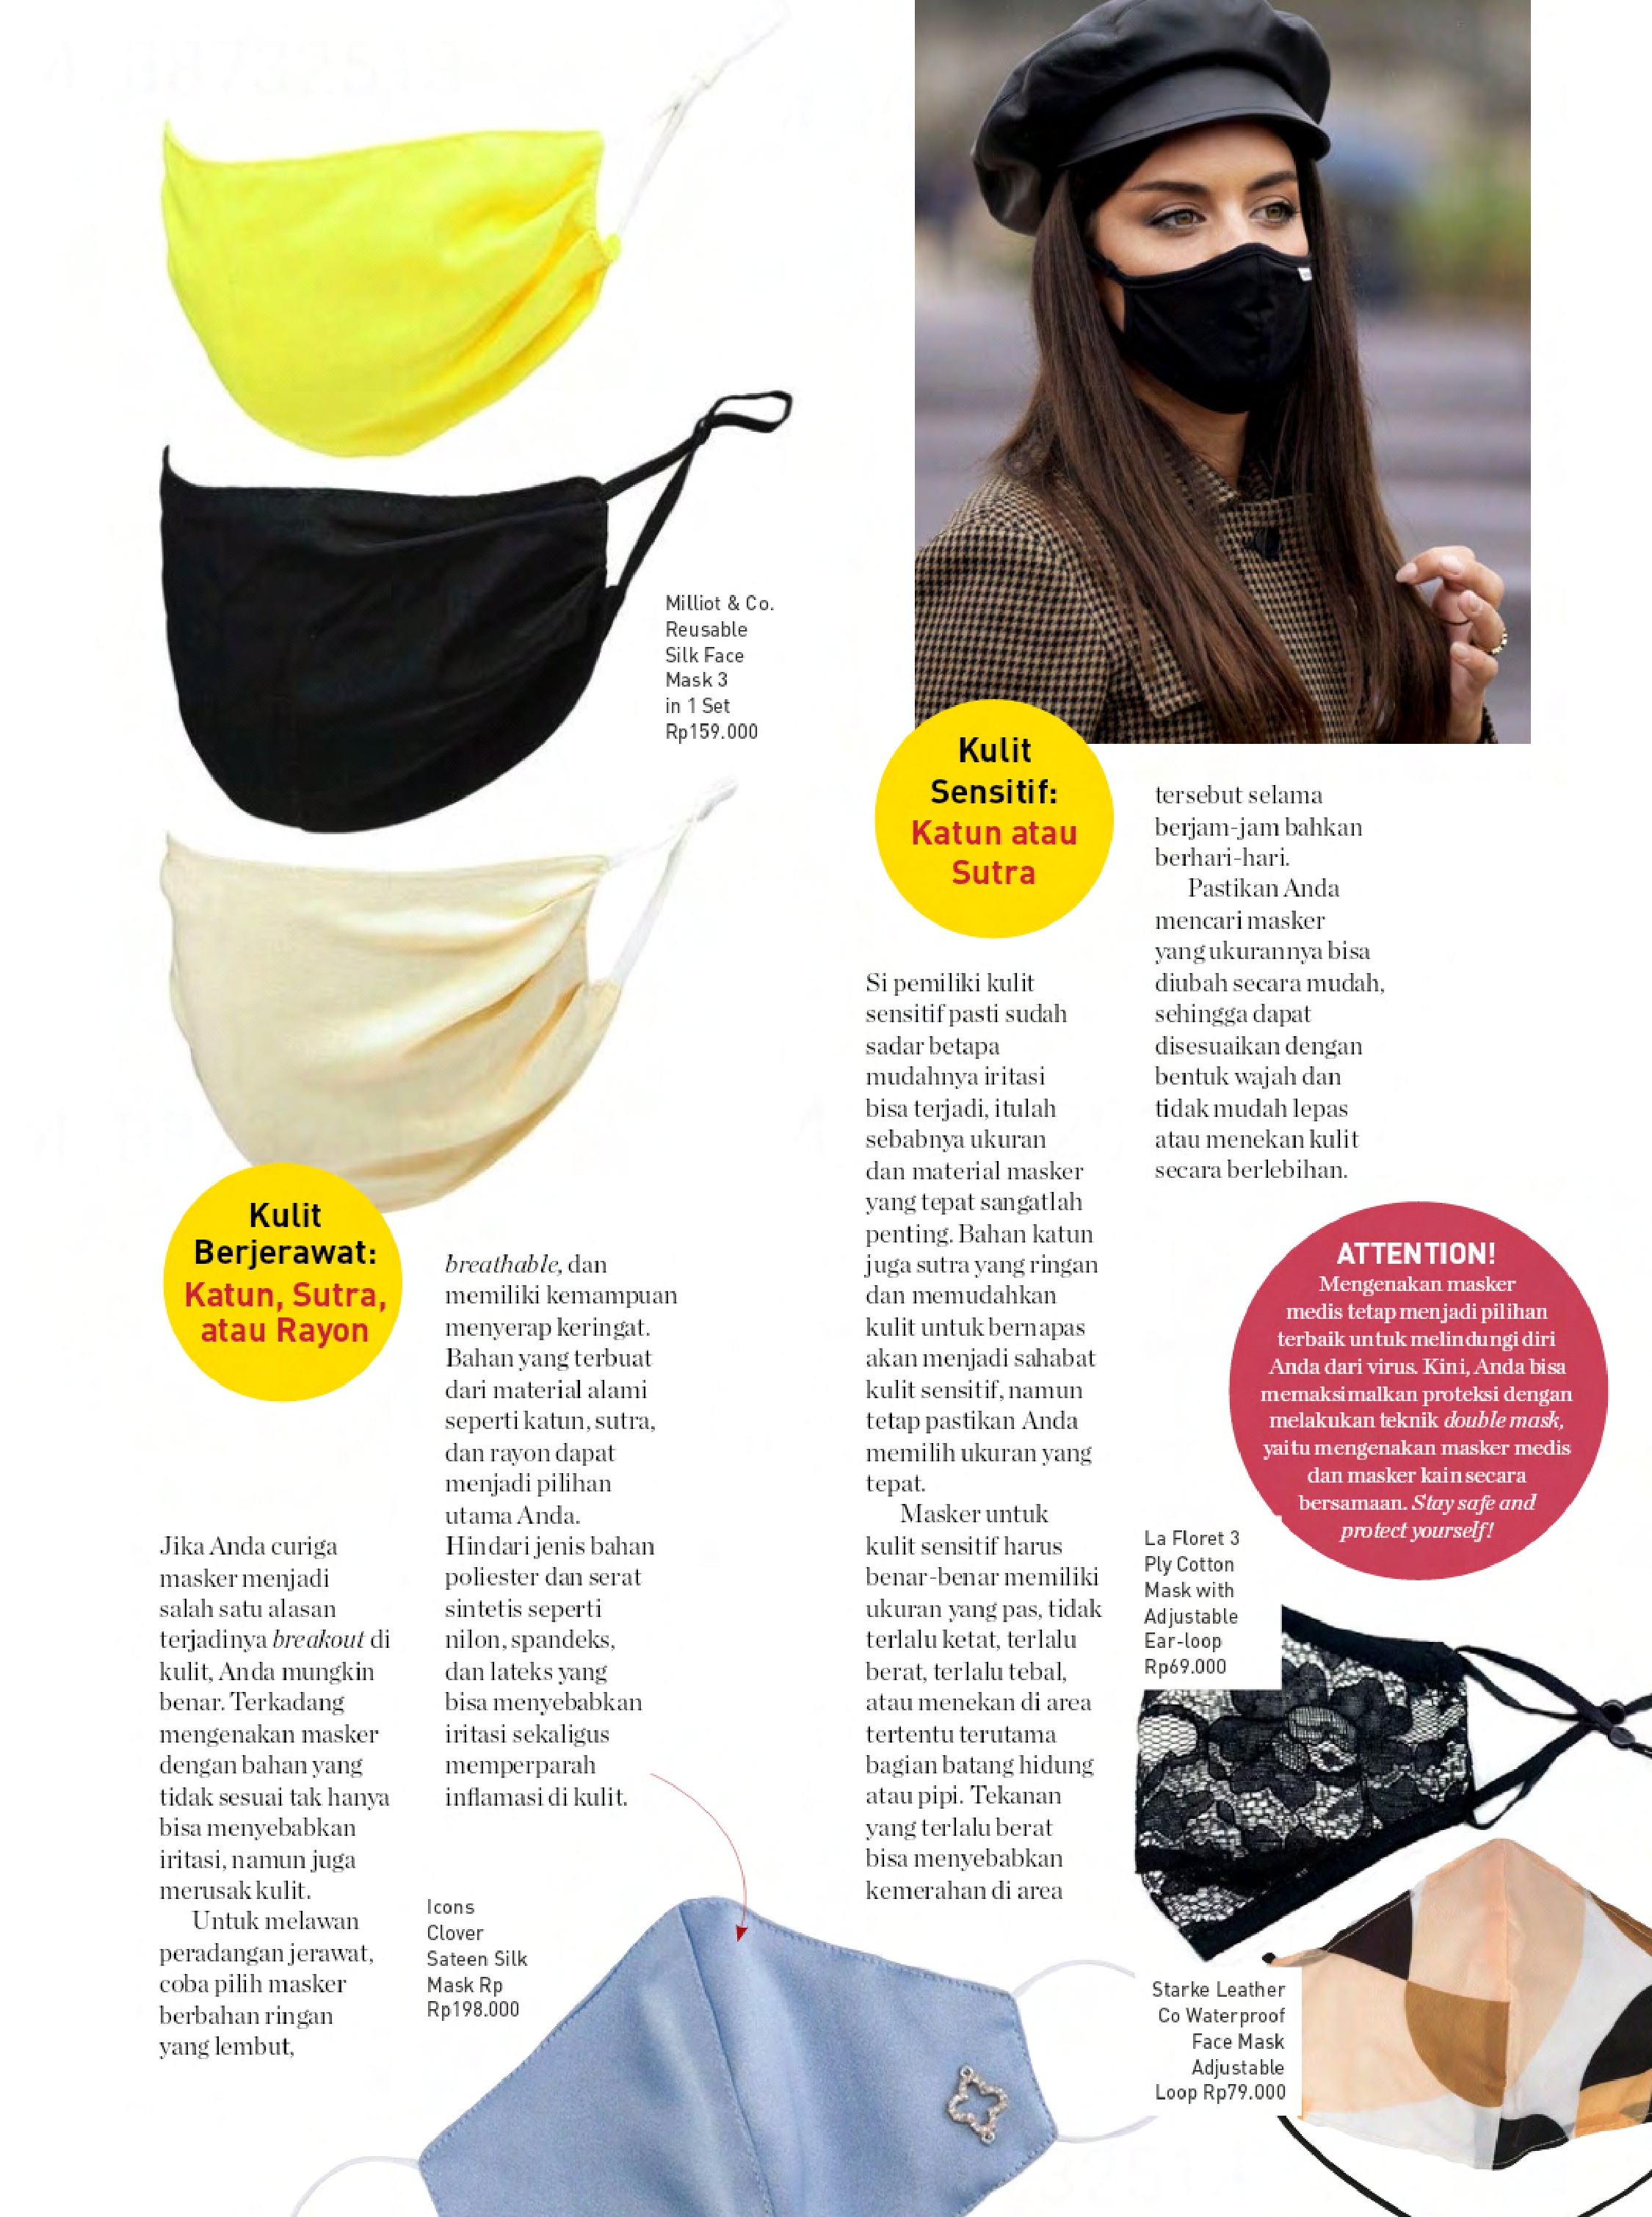 Milliot & Co.
Reusable
Silk Face
Mask 3
in 1 Set
Rp159.000
Kulit
Berjerawat:
Katun, Sutra,
atau Rayon
Jika Anda curiga
masker menjadi
salah satu alasan
terjadinya breakout di
kulit, Anda mungkin
benar. Terkadang
mengenakan masker
dengan bahan yang
tidak sesuai tak hanya
bisa menyebabkan
iritasi, namun juga
merusak kulit.
Untuk melawan
peradangan jerawat,
coba pilih masker
berbahan ringan
yang lembut,
breathable, dan
memiliki kemampuan
menyerap keringat.
Bahan yang terbuat
dari material alami
seperti katun, sutra,
dan rayon dapat
menjadi pilihan
utama Anda.
Hindari jenis bahan
poliester dan serat
sintetis seperti
nilon, spandeks,
dan lateks yang
bisa menyebabkan
iritasi sekaligus
memperparah
inflamasi di kulit.
Icons
Clover
Sateen Silk
Mask Rp
Rp198.000
Kulit
Sensitif:
Katun atau
Sutra
Si pemiliki kulit
sensitif pasti sudah
sadar betapa
mudahnya iritasi
bisa terjadi, itulah
sebabnya ukuran
dan material masker
yang tepat sangatlah
penting. Bahan katun
juga sutra yang ringan
dan memudahkan
kulit untuk bernapas
akan menjadi sahabat
kulit sensitif, namun
tetap pastikan Anda
memilih ukuran yang
tepat.
Masker untuk
kulit sensitif harus
benar-benar memiliki
ukuran yang pas, tidak
terlalu ketat, terlalu
berat, terlalu tebal,
atau menekan di area
tertentu terutama
bagian batang hidung
atau pipi. Tekanan
yang terlalu berat
bisa menyebabkan
kemerahan di area
tersebut selama
berjam-jam bahkan
berhari-hari.
Pastikan Anda
mencari masker
yang ukurannya bisa
diubah secara mudah,
sehingga dapat
disesuaikan dengan
bentuk wajah dan
tidak mudah lepas
atau menekan kulit
secara berlebihan.
ATTENTION!
Mengenakan masker
medis tetap menjadi pilihan
terbaik untuk melindungi diri
Anda dari virus. Kini, Anda bisa
memaksimalkan proteksi dengan
melakukan teknik double mask,
yaitu mengenakan masker medis
dan masker kain secara
bersamaan. Stay safe and
protect yourself!
La Floret 3
Ply Cotton
Mask with
Adjustable
Ear-loop
Rp69.000
Starke Leather
Co Waterproof
Face Mask
Adjustable
Loop Rp79.000